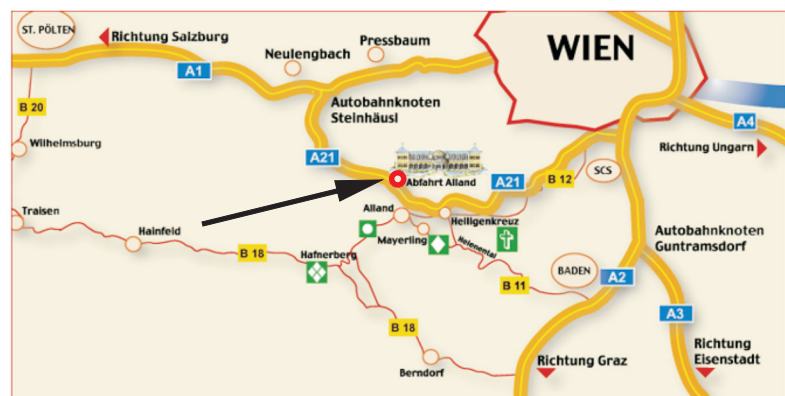 ST. PÖLTEN
Richtung Salzburg
Neulengbach
Pressbaum
WIEN
A1
B 20
Autobahnknoten
Steinhäusl
A4
Wilhelmsburg
A21
Richtung Ungarn
Abfahrt Alland
A21
B 12
SCS
Traisen
Hainfeld
Alland
Heiligenkreuz
Mayerling
Helenental
Autobahnknoten
Guntramsdorf
B 18
Hafnerberg
BADEN
A2
B 11
A3
B 18
Richtung
Eisenstadt
Berndorf
Richtung Graz